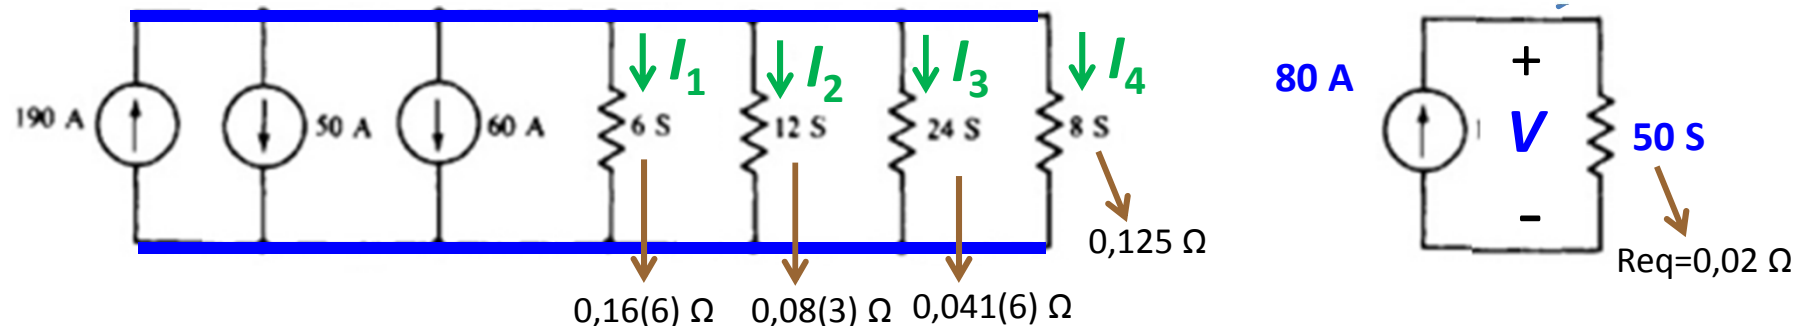 190 A
50 A
60 A
I1
6 S
I2
12 S
I3
24 S
I4
8 S
0,16(6) Ω
0,08(3) Ω
0,041(6) Ω
0,125 Ω
80 A
+
V
−
50 S
Req=0,02 Ω